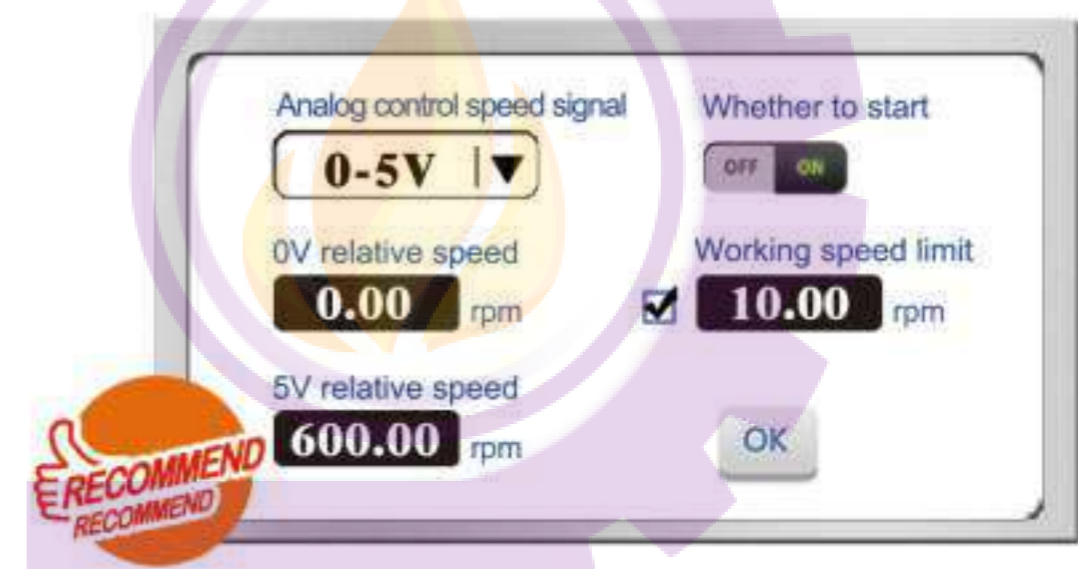 Analog control speed signal
Whether to start
0-5V
OFF ON
0V relative speed
Working speed limit
0.00 rpm
10.00 rpm
5V relative speed
600.00 rpm
OK
RECOMMEND
RECOMMEND